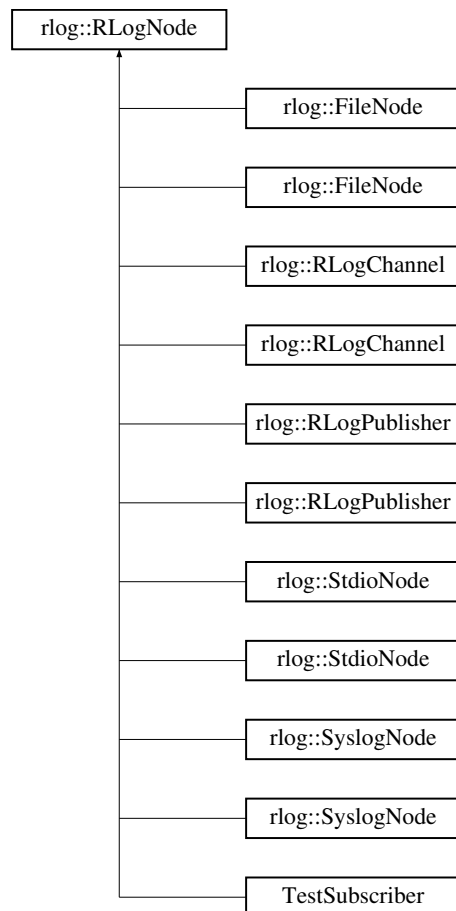 rlog::RLogNode
rlog::FileNode
rlog::FileNode
rlog::RLogChannel
rlog::RLogChannel
rlog::RLogPublisher
rlog::RLogPublisher
rlog::StdioNode
rlog::StdioNode
rlog::SyslogNode
rlog::SyslogNode
TestSubscriber